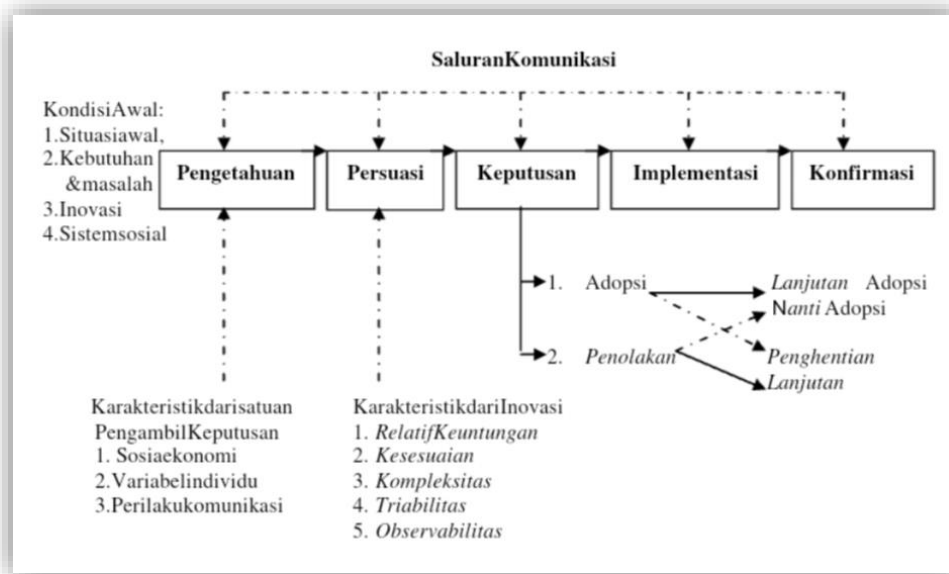 SaluranKomunikasi
KondisiAwal:
1.Situasiawal,
2.Kebutuhan
&masalah
3.Inovasi
4.Sistemsosial
Pengetahuan
Persuasi
Keputusan
Implementasi
Konfirmasi
1. Adopsi
2. Penolakan
Lanjutan Adopsi
Nanti Adopsi
Penghentian
Lanjutan
Karakteristikdarisatuan
PengambilKeputusan
1. Sosiaekonomi
2.Variabelindividu
3.Perilakukomunikasi
KarakteristikdariInovasi
1. RelatifKeuntungan
2. Kesesuaian
3. Kompleksitas
4. Triabilitas
5. Observabilitas